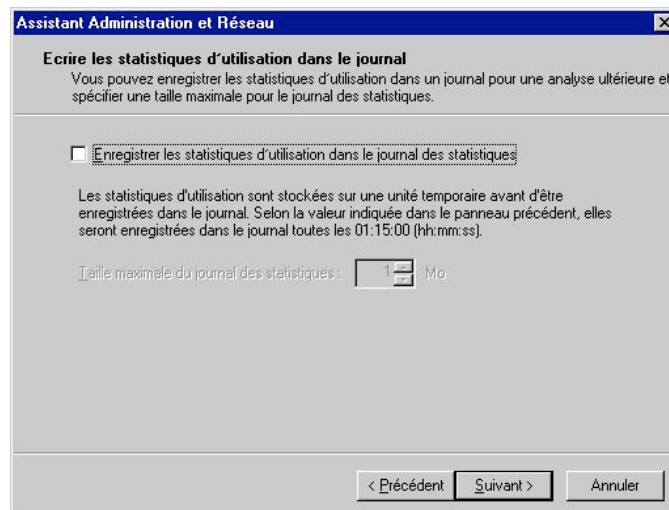 Assistant Administration et Réseau
Ecrire les statistiques d'utilisation dans le journal
Vous pouvez enregistrer les statistiques d'utilisation dans un journal pour une analyse ultérieure et
spécifier une taille maximale pour le journal des statistiques.
Enregistrer les statistiques d'utilisation dans le journal des statistiques
Les statistiques d'utilisation sont stockées sur une unité temporaire avant d'être
enregistrées dans le journal. Selon la valeur indiquée dans le panneau précédent, elles
seront enregistrées dans le journal toutes les 01:15:00 (hh:mm:ss).
Taille maximale du journal des statistiques : 1 Mo
< Précédent Suivant > Annuler